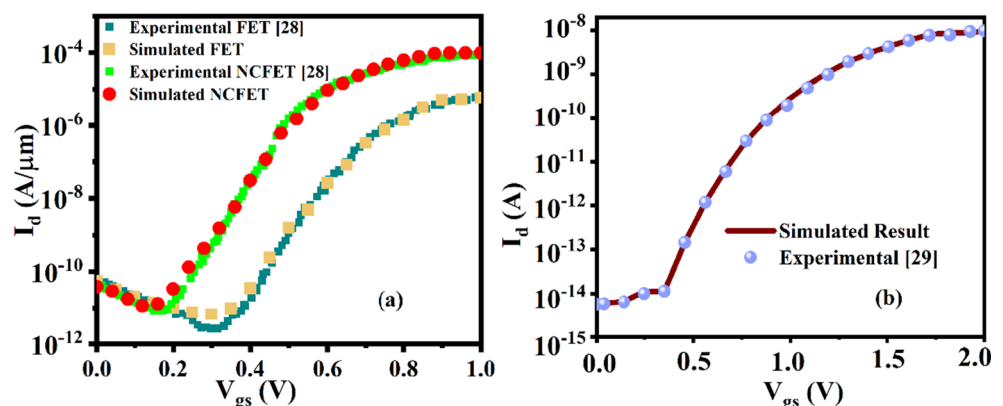 Experimental FET [28]
Simulated FET
Experimental NCFET [28]
Simulated NCFET
10⁻⁴
10⁻⁶
10⁻⁸
10⁻¹⁰
10⁻¹²
I_d (A/μm)
(a)
0.0 0.2 0.4 0.6 0.8 1.0
V_gs (V)
10⁻⁸
10⁻⁹
10⁻¹⁰
10⁻¹¹
10⁻¹²
10⁻¹³
10⁻¹⁴
10⁻¹⁵
I_d (A)
Simulated Result
Experimental [29]
(b)
0.0 0.5 1.0 1.5 2.0
V_gs (V)